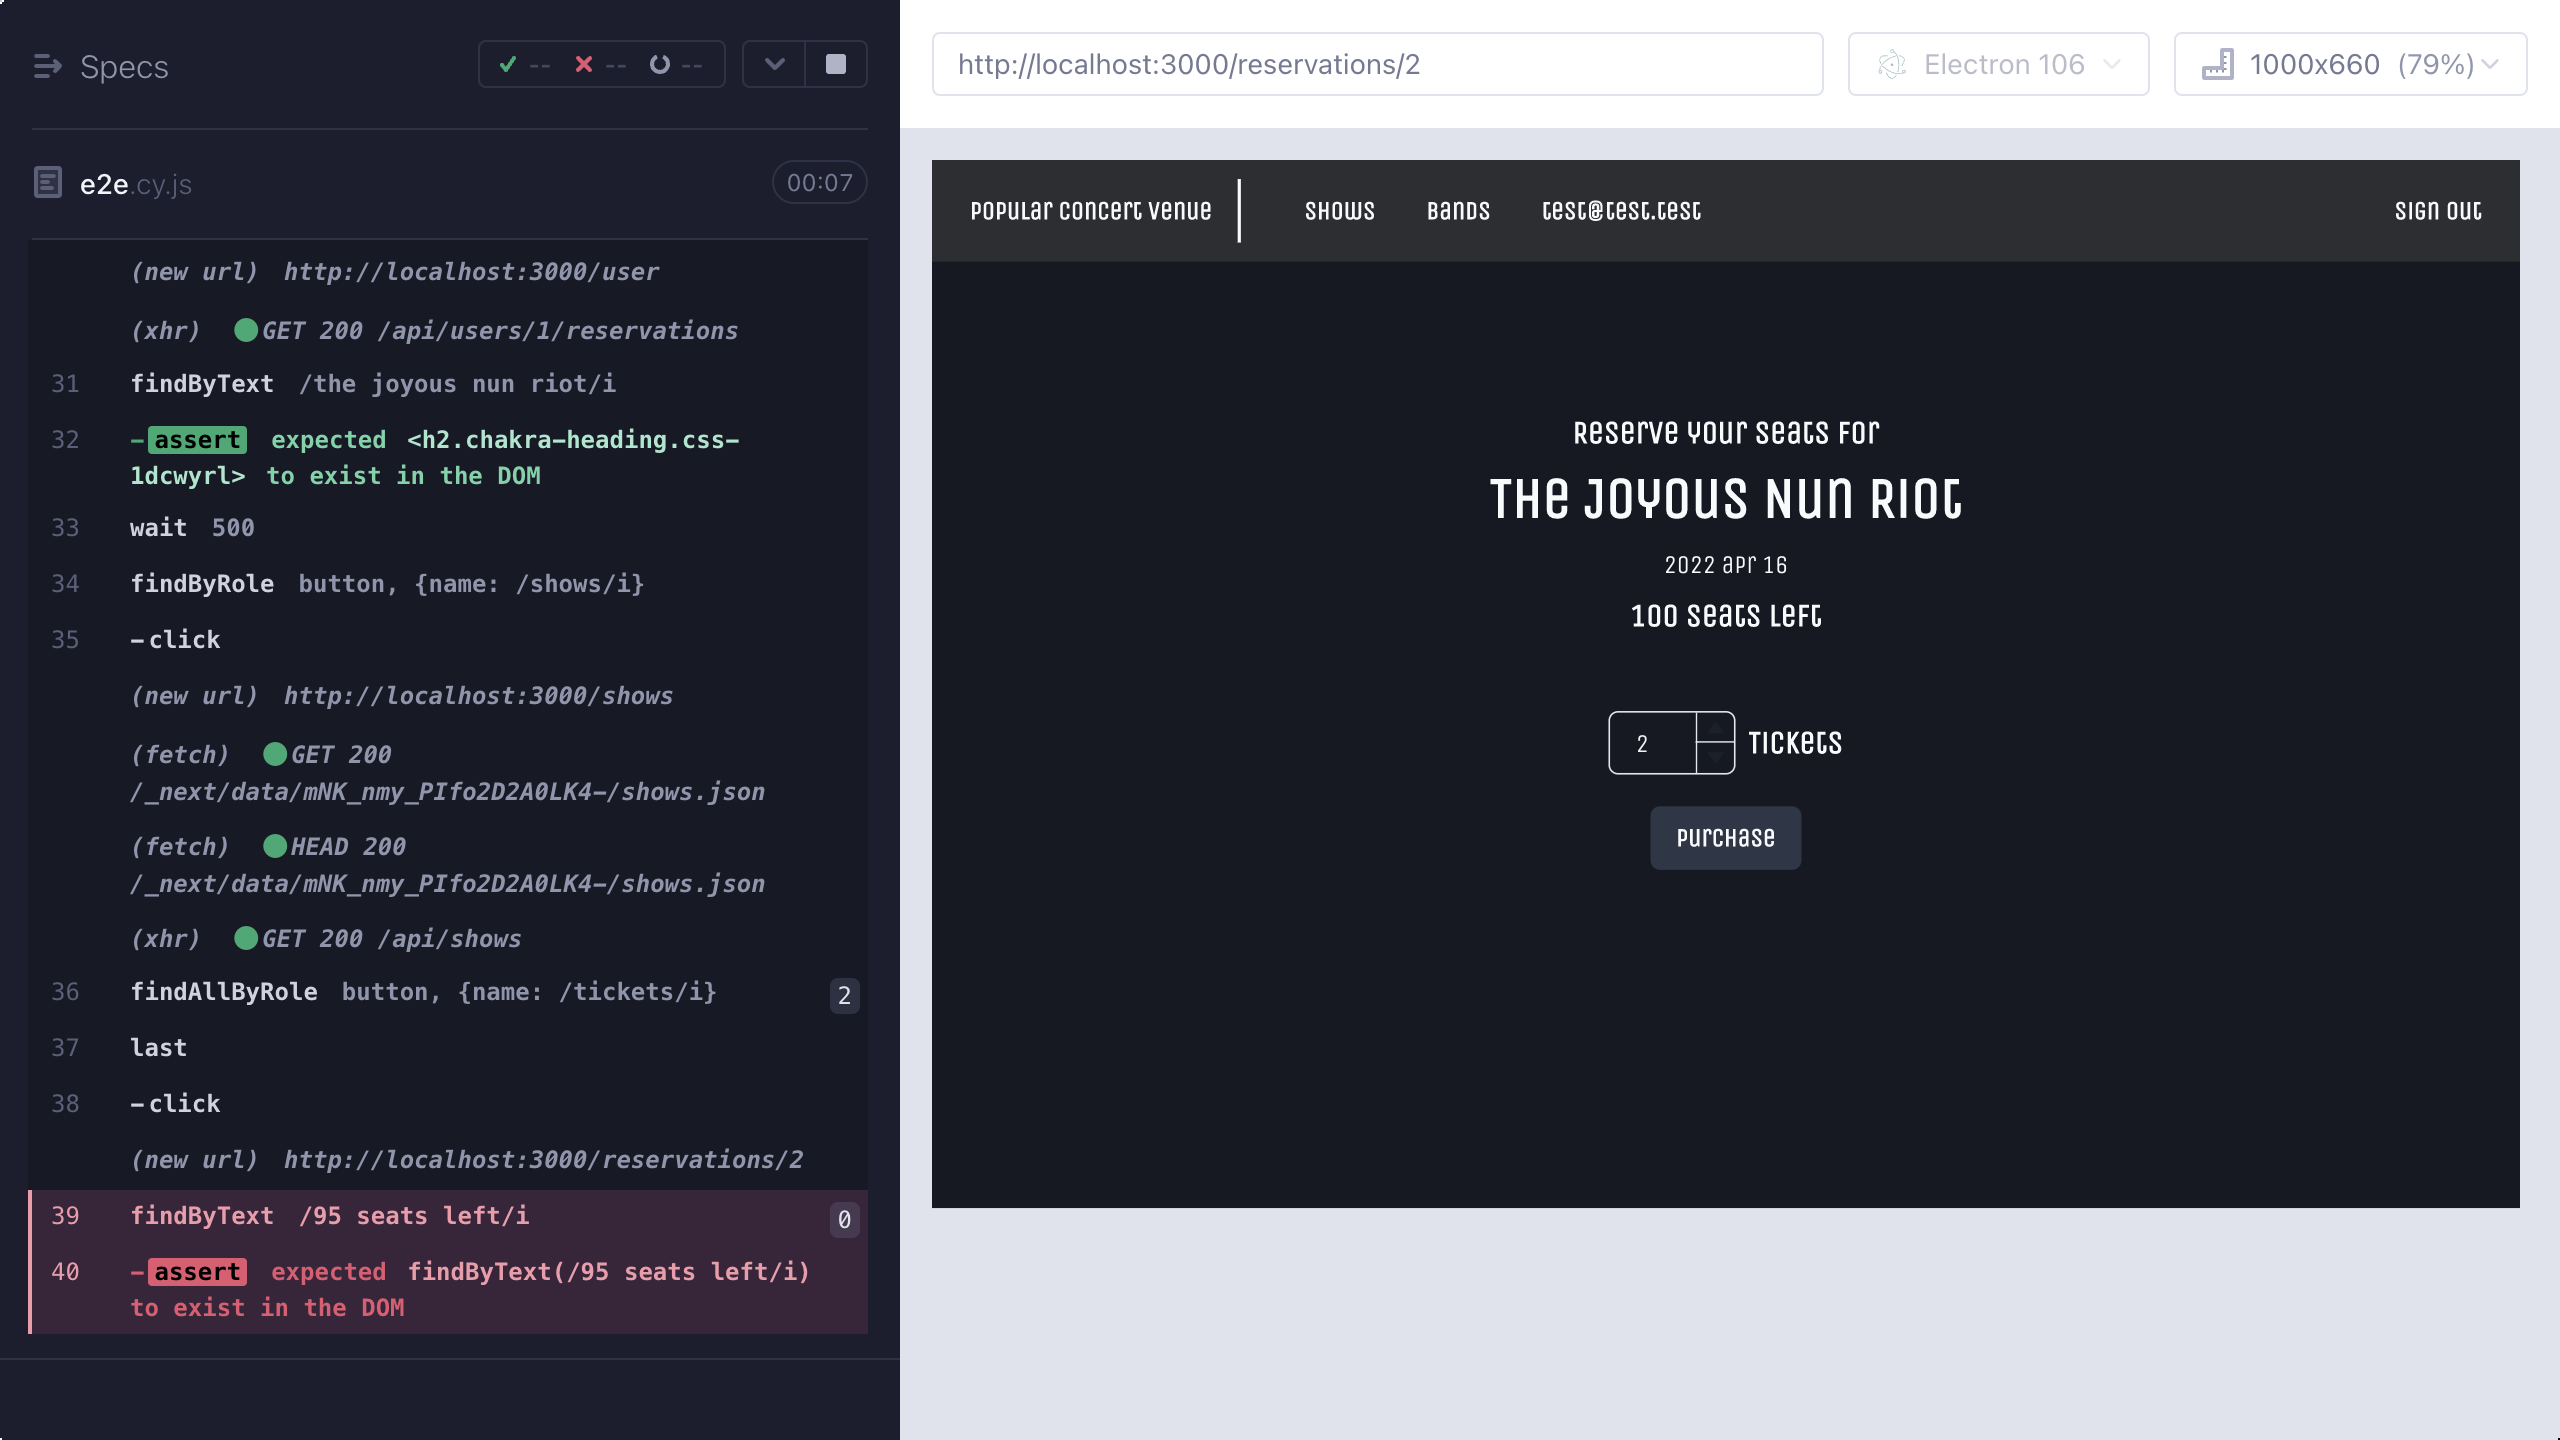 Specs
-- -- --
e2e.cy.js
00:07
(new url) http://localhost:3000/user
(xhr) GET 200 /api/users/1/reservations
31 findByText /the joyous nun riot/i
32 -assert expected <h2.chakra-heading.css-
1dcwyrl> to exist in the DOM
33 wait 500
34 findByRole button, {name: /shows/i}
35 -click
(new url) http://localhost:3000/shows
(fetch) GET 200
/_next/data/mNK_nmy_PIfo2D2A0LK4-/shows.json
(fetch) HEAD 200
/_next/data/mNK_nmy_PIfo2D2A0LK4-/shows.json
(xhr) GET 200 /api/shows
36 findAllByRole button, {name: /tickets/i} 2
37 last
38 -click
(new url) http://localhost:3000/reservations/2
39 findByText /95 seats left/i 0
40 -assert expected findByText(/95 seats left/i)
to exist in the DOM
http://localhost:3000/reservations/2
Electron 106
1000x660 (79%)
Popular Concert Venue
Shows
Bands
test@test.test
Sign out
Reserve your seats for
The Joyous Nun Riot
2022 Apr 16
100 seats left
2 tickets
purchase